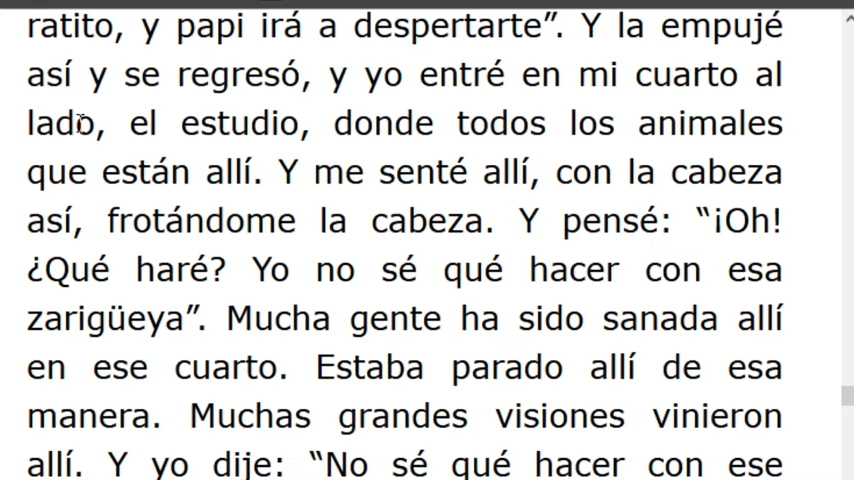 ratito, y papi irá a despertarte”. Y la empujé
así y se regresó, y yo entré en mi cuarto al
lado, el estudio, donde todos los animales
que están allí. Y me senté allí, con la cabeza
así, frotándome la cabeza. Y pensé: “¡Oh!
¿Qué haré? Yo no sé qué hacer con esa
zarigüeya”. Mucha gente ha sido sanada allí
en ese cuarto. Estaba parado allí de esa
manera. Muchas grandes visiones vinieron
allí. Y yo dije: “No sé qué hacer con ese